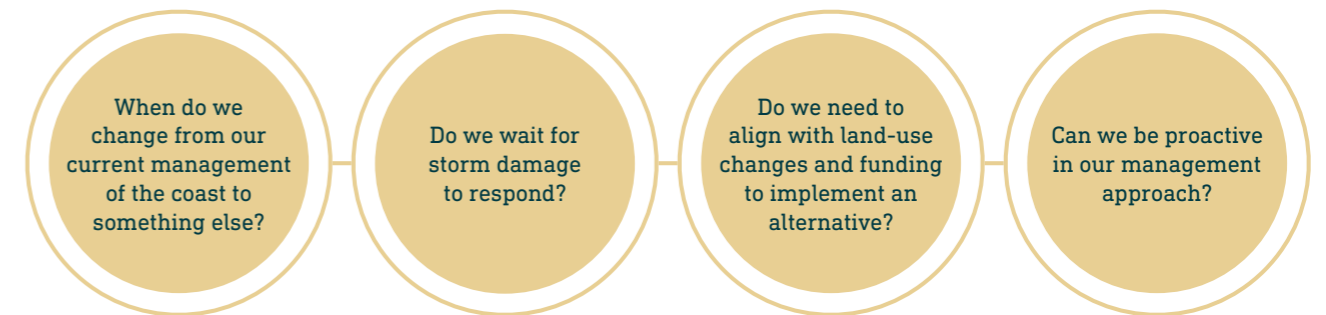 When do we
change from our
current management
of the coast to
something else?
Do we wait for
storm damage
to respond?
Do we need to
align with land-use
changes and funding
to implement an
alternative?
Can we be proactive
in our management
approach?